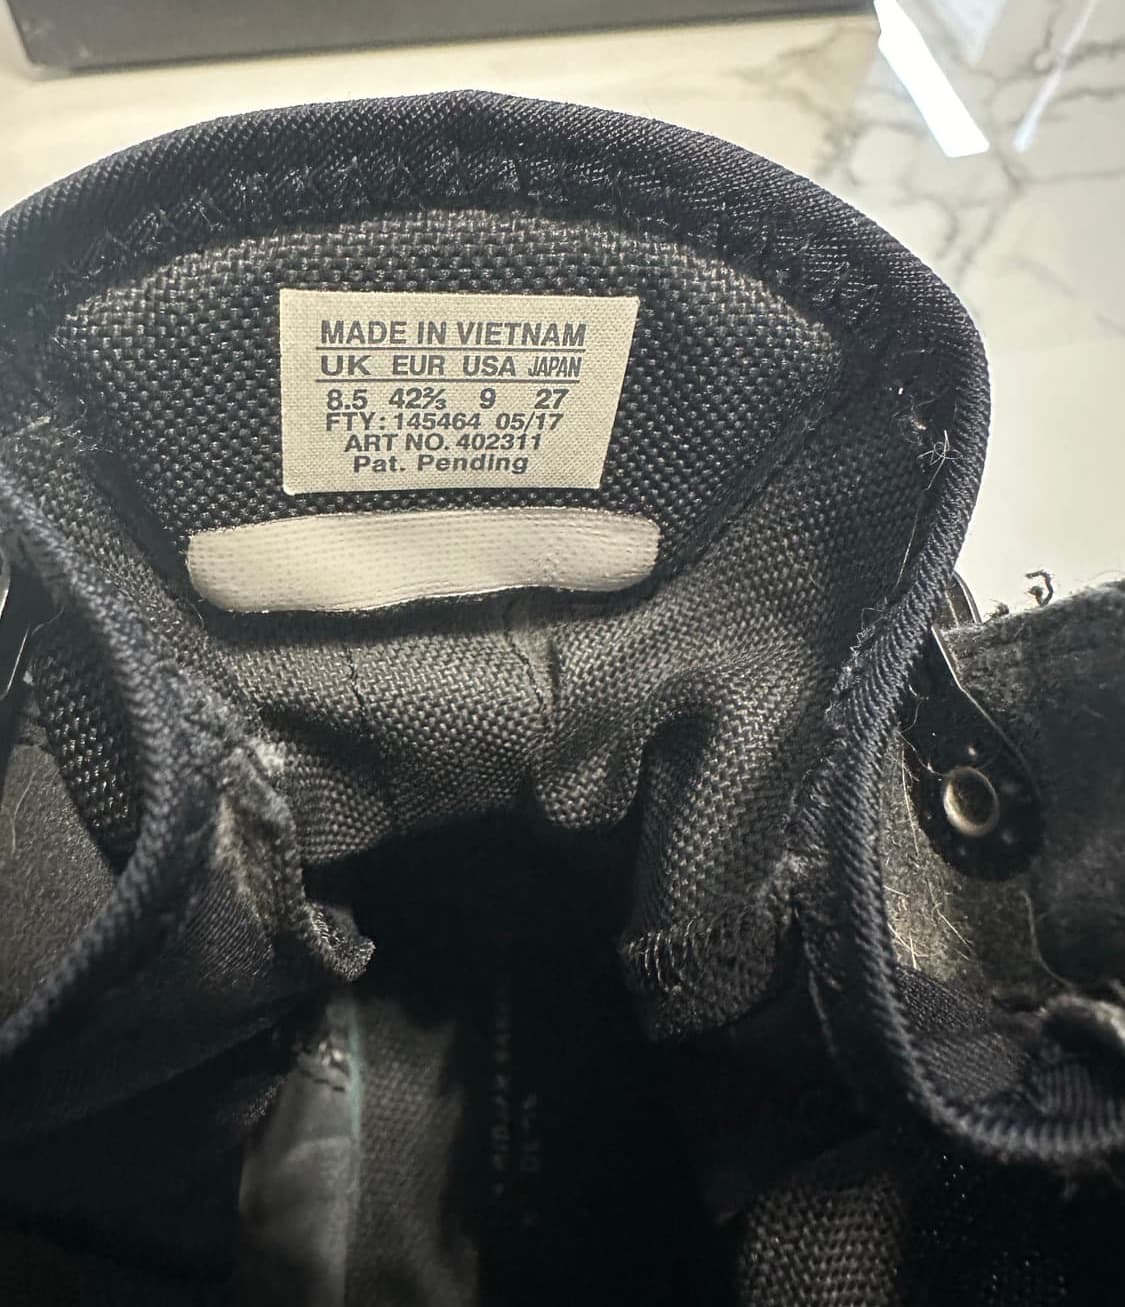 MADE IN VIETNAM
UK EUR USA JAPAN
8.5 42⅔ 9 27
FTY: 145464 05/17
ART NO. 402311
Pat. Pending